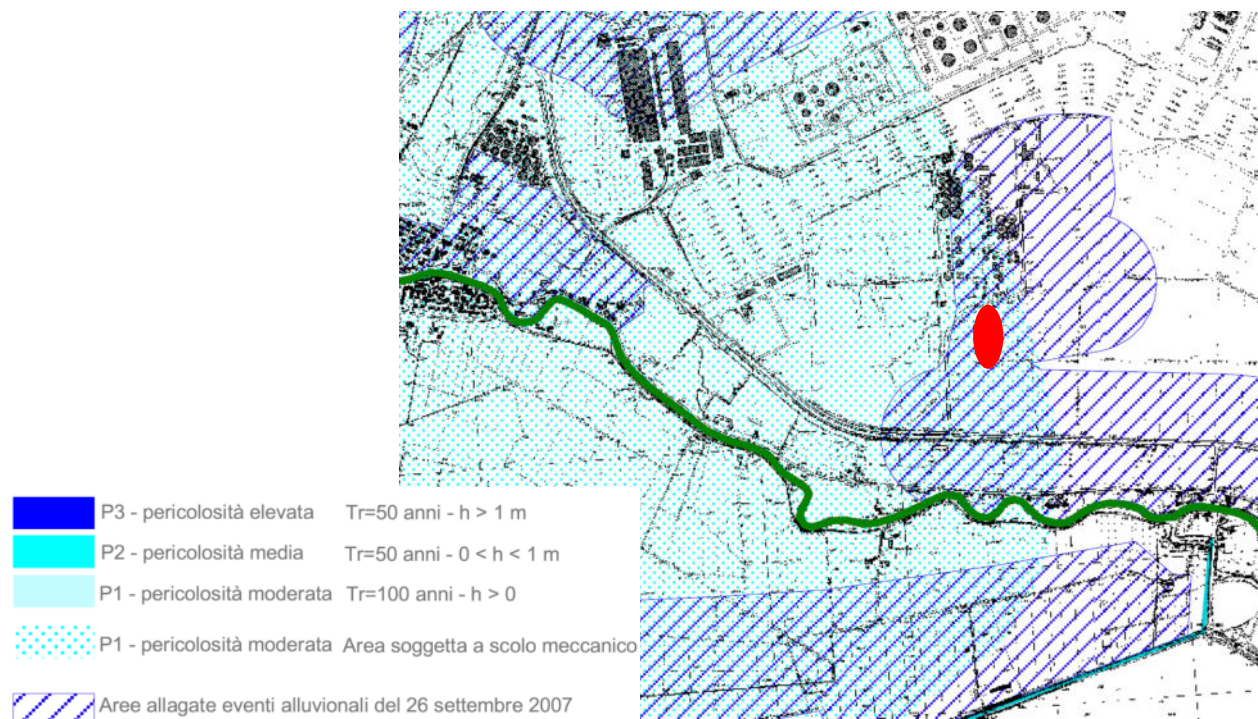 P3 - pericolosità elevata Tr=50 anni - h > 1 m
P2 - pericolosità media Tr=50 anni - 0 < h < 1 m
P1 - pericolosità moderata Tr=100 anni - h > 0
P1 - pericolosità moderata Area soggetta a scolo meccanico
Aree allagate eventi alluvionali del 26 settembre 2007